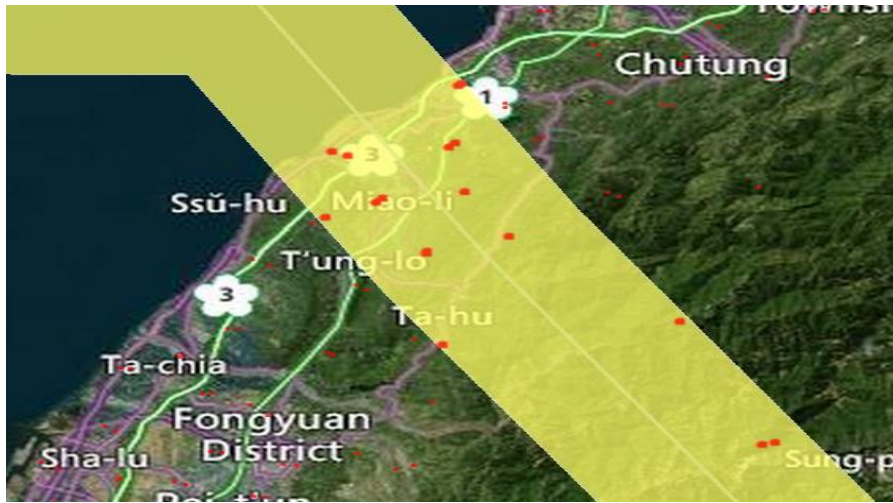 Chutung
1
3
Ssŭ-hu
Miao-li
T'ung-lo
3
Ta-hu
Ta-chia
Fongyuan
District
Sha-lu
Sung-p